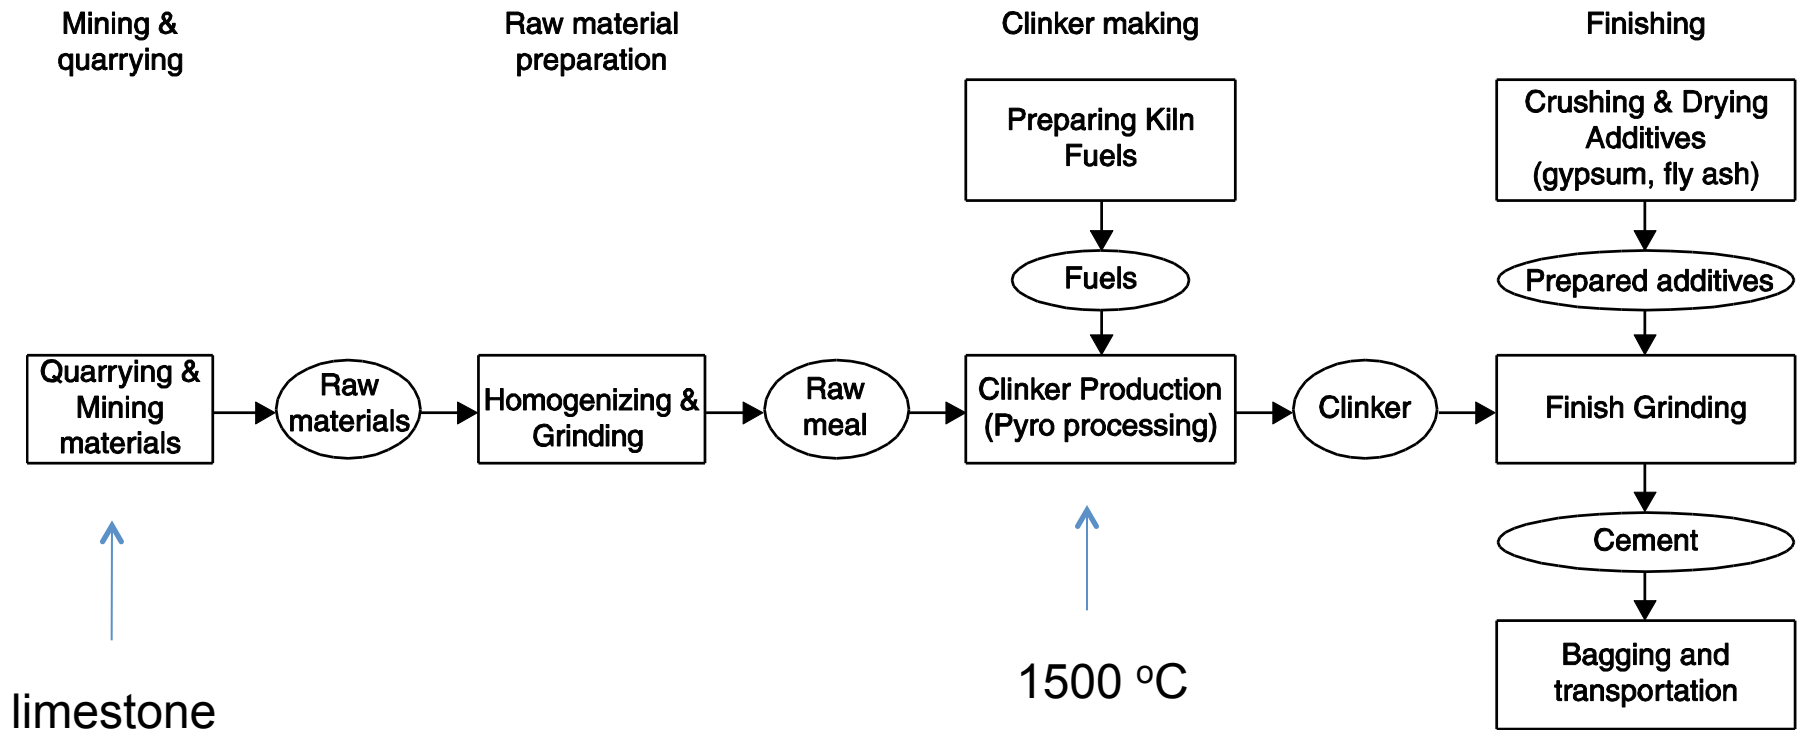 Mining &
quarrying
Raw material
preparation
Clinker making
Finishing
Preparing Kiln
Fuels
Crushing & Drying
Additives
(gypsum, fly ash)
Fuels
Prepared additives
Quarrying &
Mining
materials
Raw
materials
Homogenizing &
Grinding
Raw
meal
Clinker Production
(Pyro processing)
Clinker
Finish Grinding
Cement
Bagging and
transportation
limestone
1500 ºC